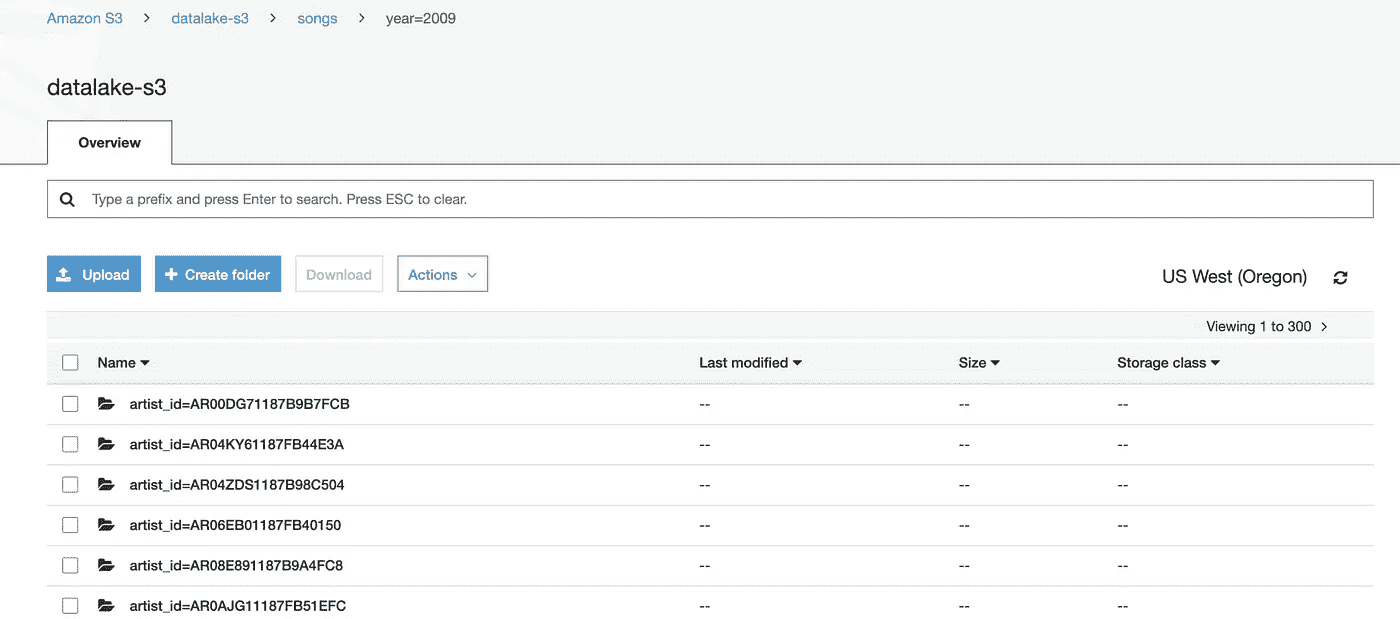 Amazon S3 > datalake-s3 > songs > year=2009
datalake-s3
Overview
Type a prefix and press Enter to search. Press ESC to clear.
Upload + Create folder Download Actions US West (Oregon)
Viewing 1 to 300 >
Name Last modified Size Storage class
artist_id=AR00DG71187B9B7FCB -- -- --
artist_id=AR04KY61187FB44E3A -- -- --
artist_id=AR04ZDS1187B98C504 -- -- --
artist_id=AR06EB01187FB40150 -- -- --
artist_id=AR08E891187B9A4FC8 -- -- --
artist_id=AR0AJG11187FB51EFC -- -- --